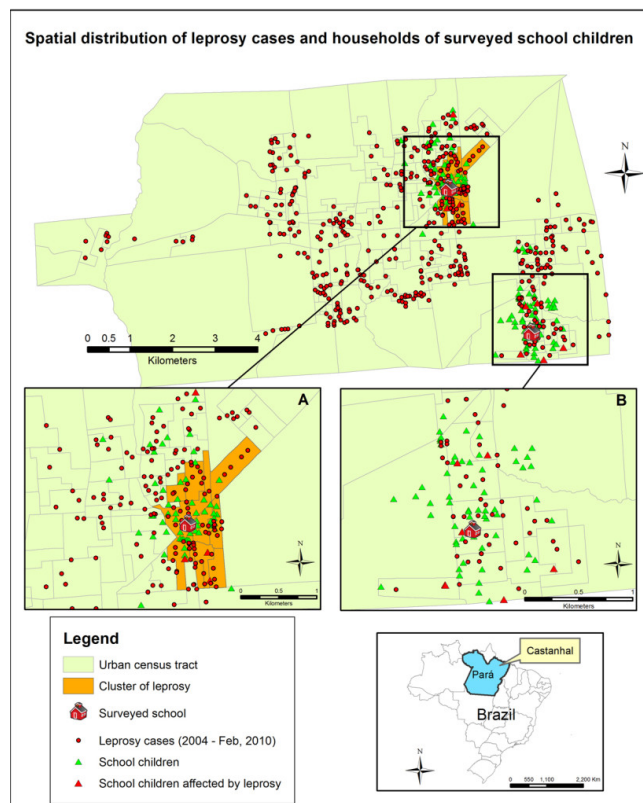 Spatial distribution of leprosy cases and households of surveyed school children
N
0 0.5 1 2 3 4
Kilometers
A
N
0 0.5 1
Kilometers
B
N
0 0.5 1
Kilometers
Legend
Urban census tract
Cluster of leprosy
Surveyed school
Leprosy cases (2004 - Feb, 2010)
School children
School children affected by leprosy
Castanhal
Pará
Brazil
N
0 550 1,100 2,200 Km